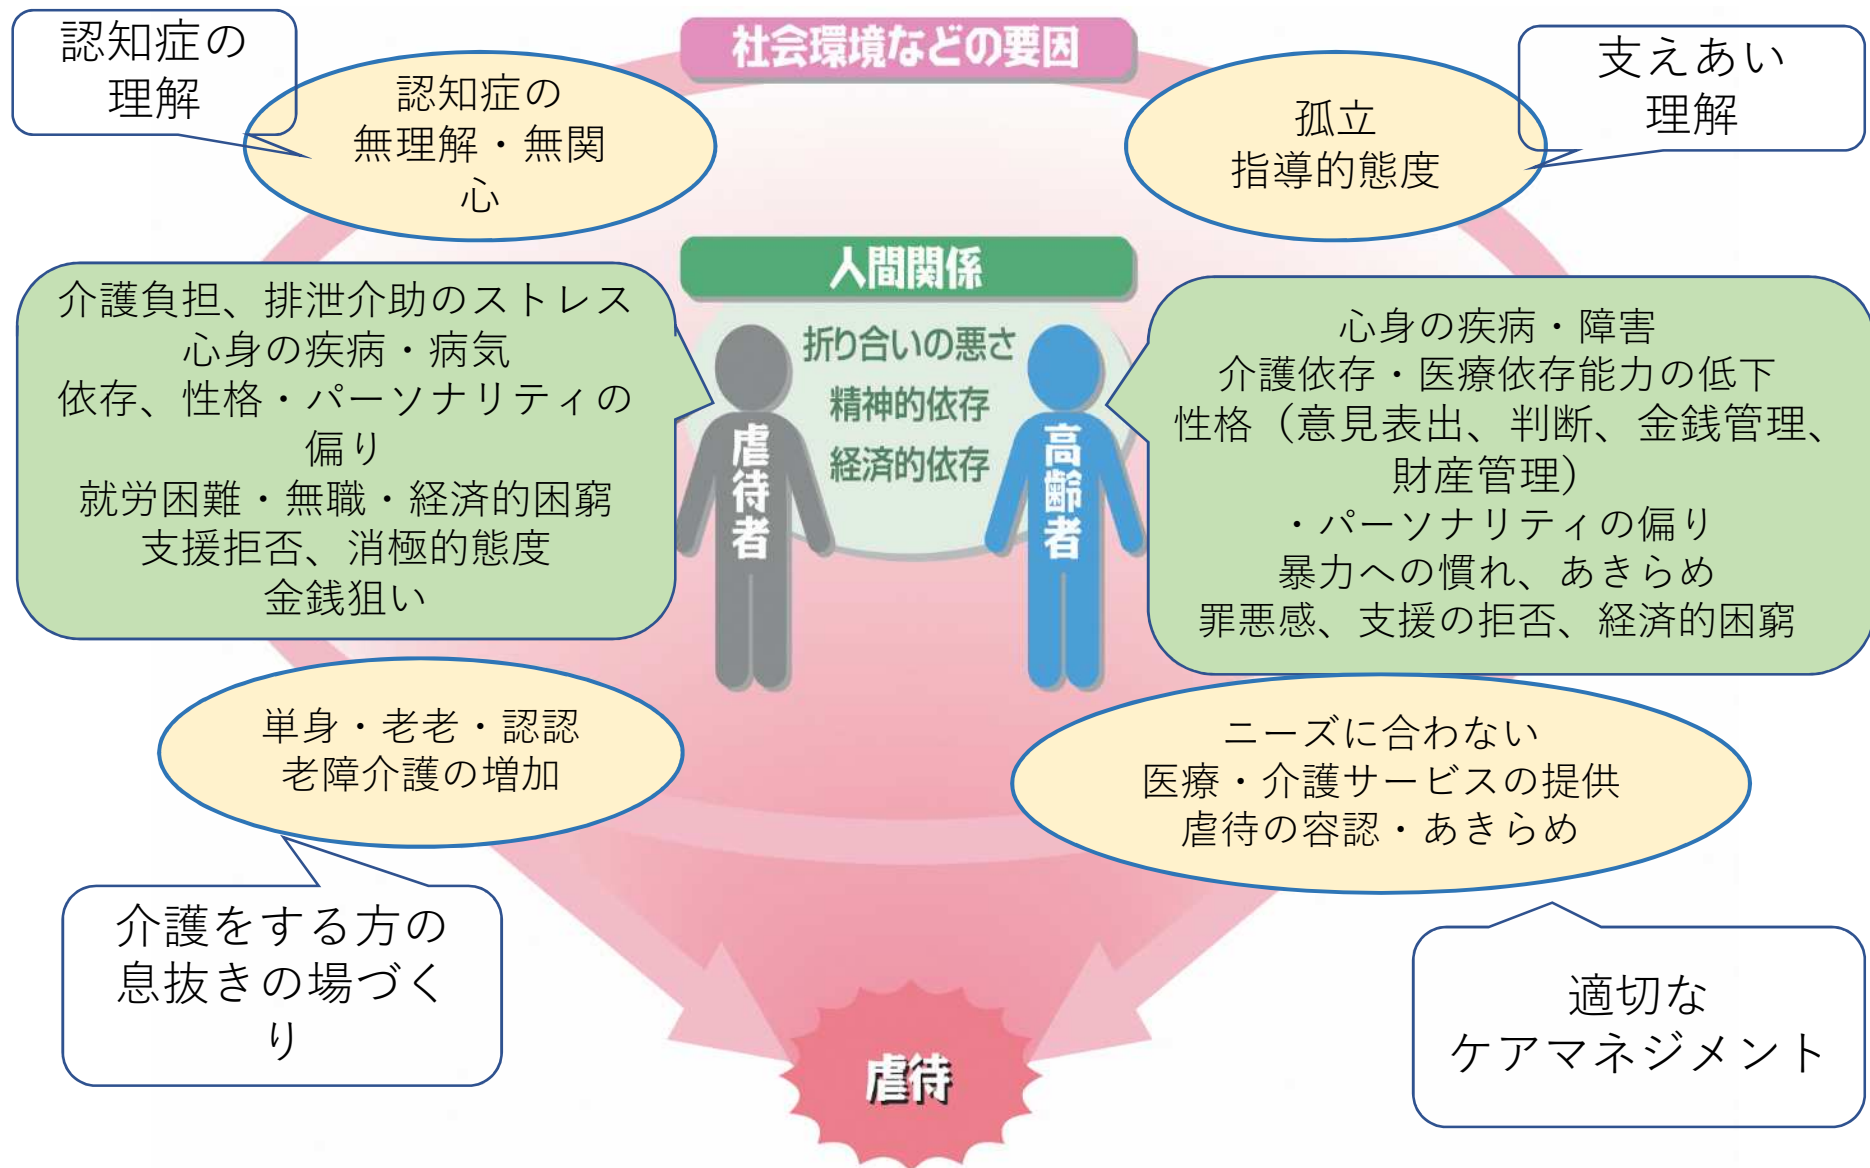 社会環境などの要因
認知症の
理解
認知症の
無理解・無関
心
孤立
指導的態度
支えあい
理解
人間関係
折り合いの悪さ
精神的依存
経済的依存
虐待者
高齢者
介護負担、排泄介助のストレス
心身の疾病・病気
依存、性格・パーソナリティの
偏り
就労困難・無職・経済的困窮
支援拒否、消極的態度
金銭狙い
心身の疾病・障害
介護依存・医療依存能力の低下
性格（意見表出、判断、金銭管理、
財産管理）
・パーソナリティの偏り
暴力への慣れ、あきらめ
罪悪感、支援の拒否、経済的困窮
単身・老老・認認
老障介護の増加
ニーズに合わない
医療・介護サービスの提供
虐待の容認・あきらめ
介護をする方の
息抜きの場づく
り
適切な
ケアマネジメント
虐待